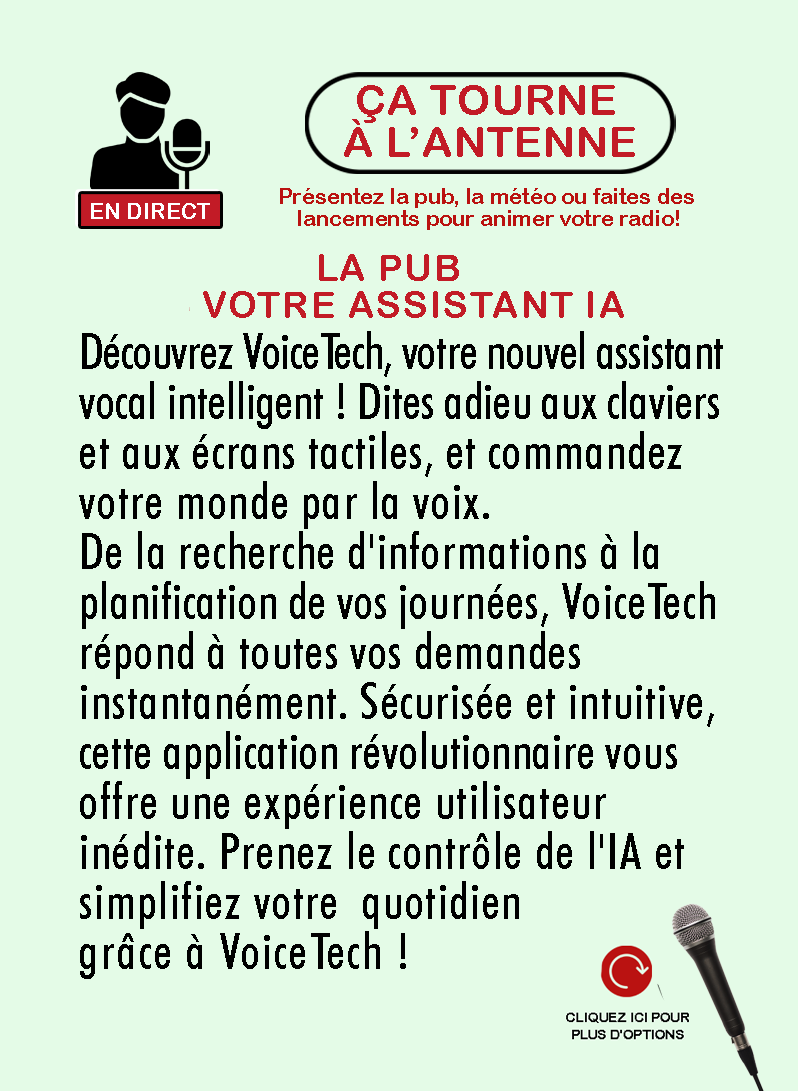 ÇA TOURNE
À L'ANTENNE
EN DIRECT
Présentez la pub, la météo ou faites des
lancements pour animer votre radio!
LA PUB
VOTRE ASSISTANT IA
Découvrez VoiceTech, votre nouvel assistant
vocal intelligent ! Dites adieu aux claviers
et aux écrans tactiles, et commandez
votre monde par la voix.
De la recherche d'informations à la
planification de vos journées, VoiceTech
répond à toutes vos demandes
instantanément. Sécurisée et intuitive,
cette application révolutionnaire vous
offre une expérience utilisateur
inédite. Prenez le contrôle de l'IA et
simplifiez votre quotidien
grâce à VoiceTech !
CLIQUEZ ICI POUR
PLUS D'OPTIONS